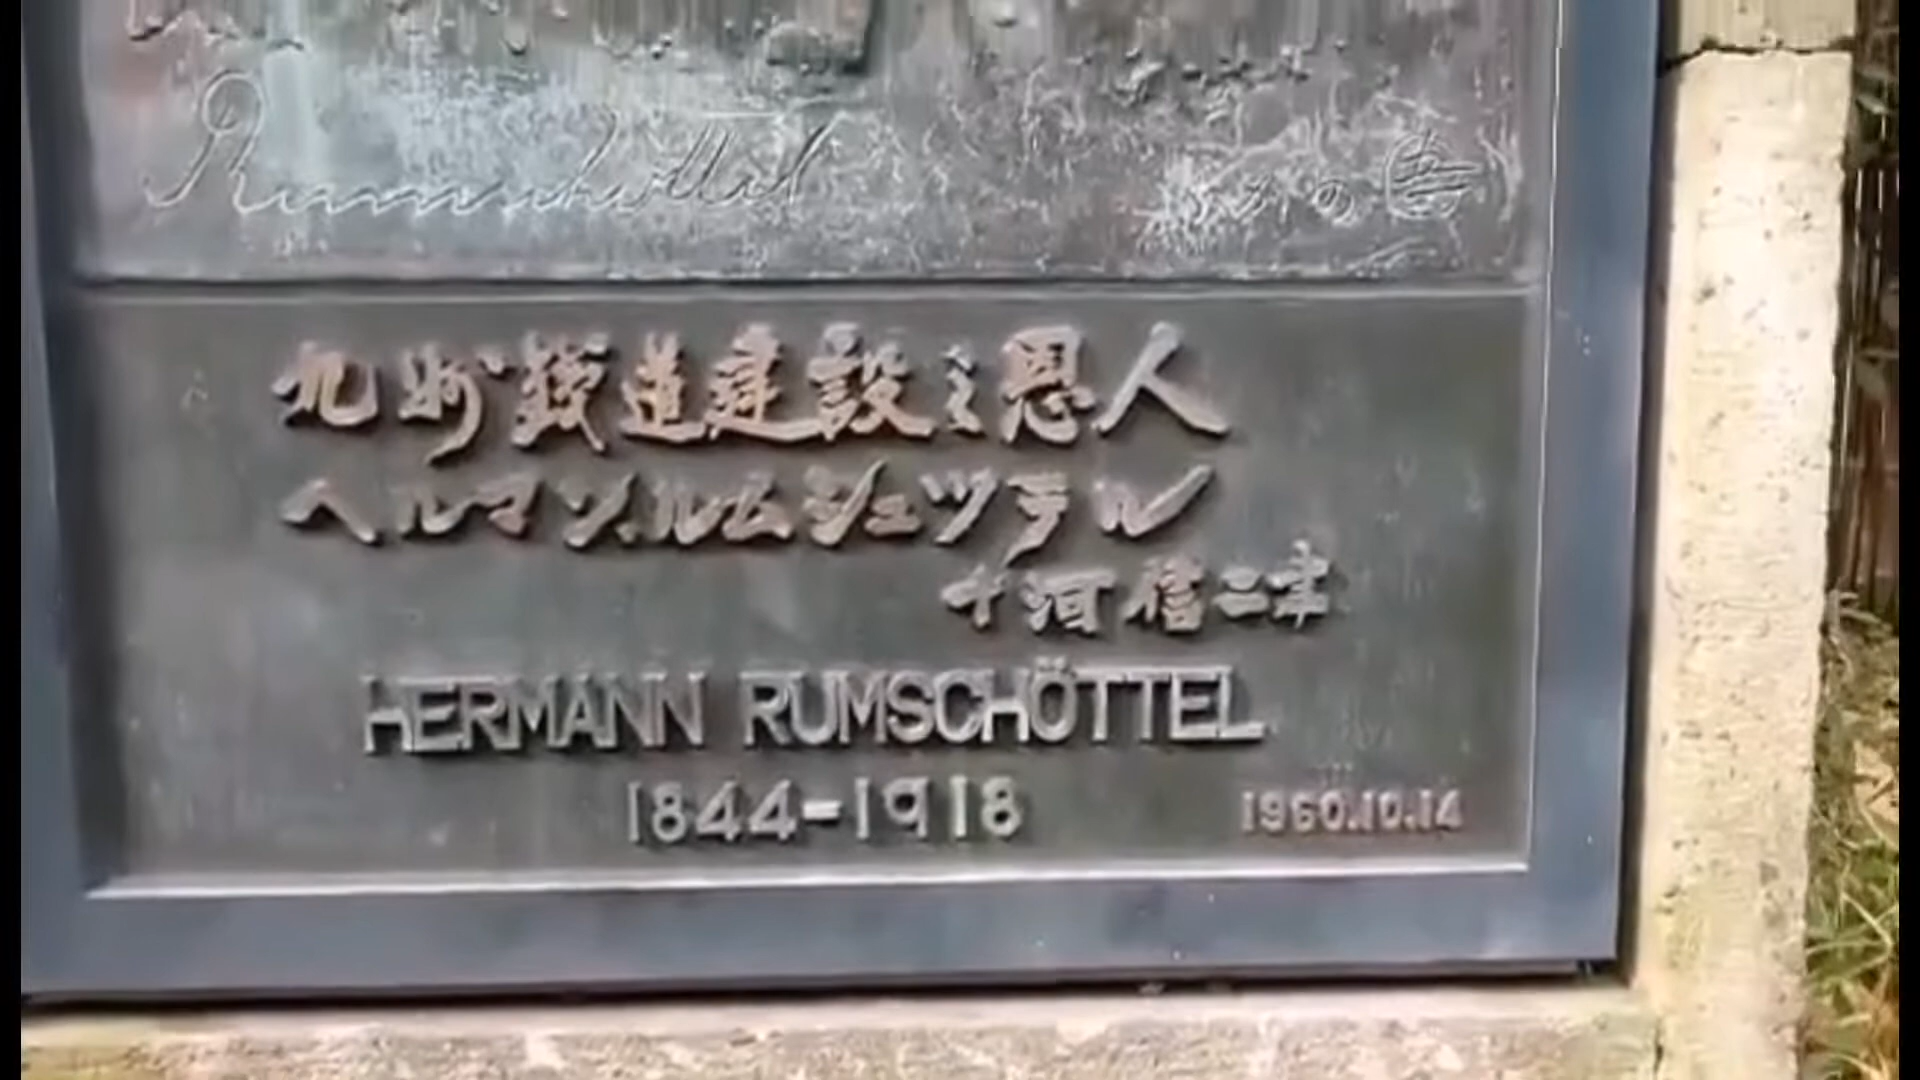 Rumschöttel
九州鐵道建設之恩人
ヘルマン・ルムシュッテル
十河信二書
HERMANN RUMSCHÖTTEL
1844-1918
1960.10.14